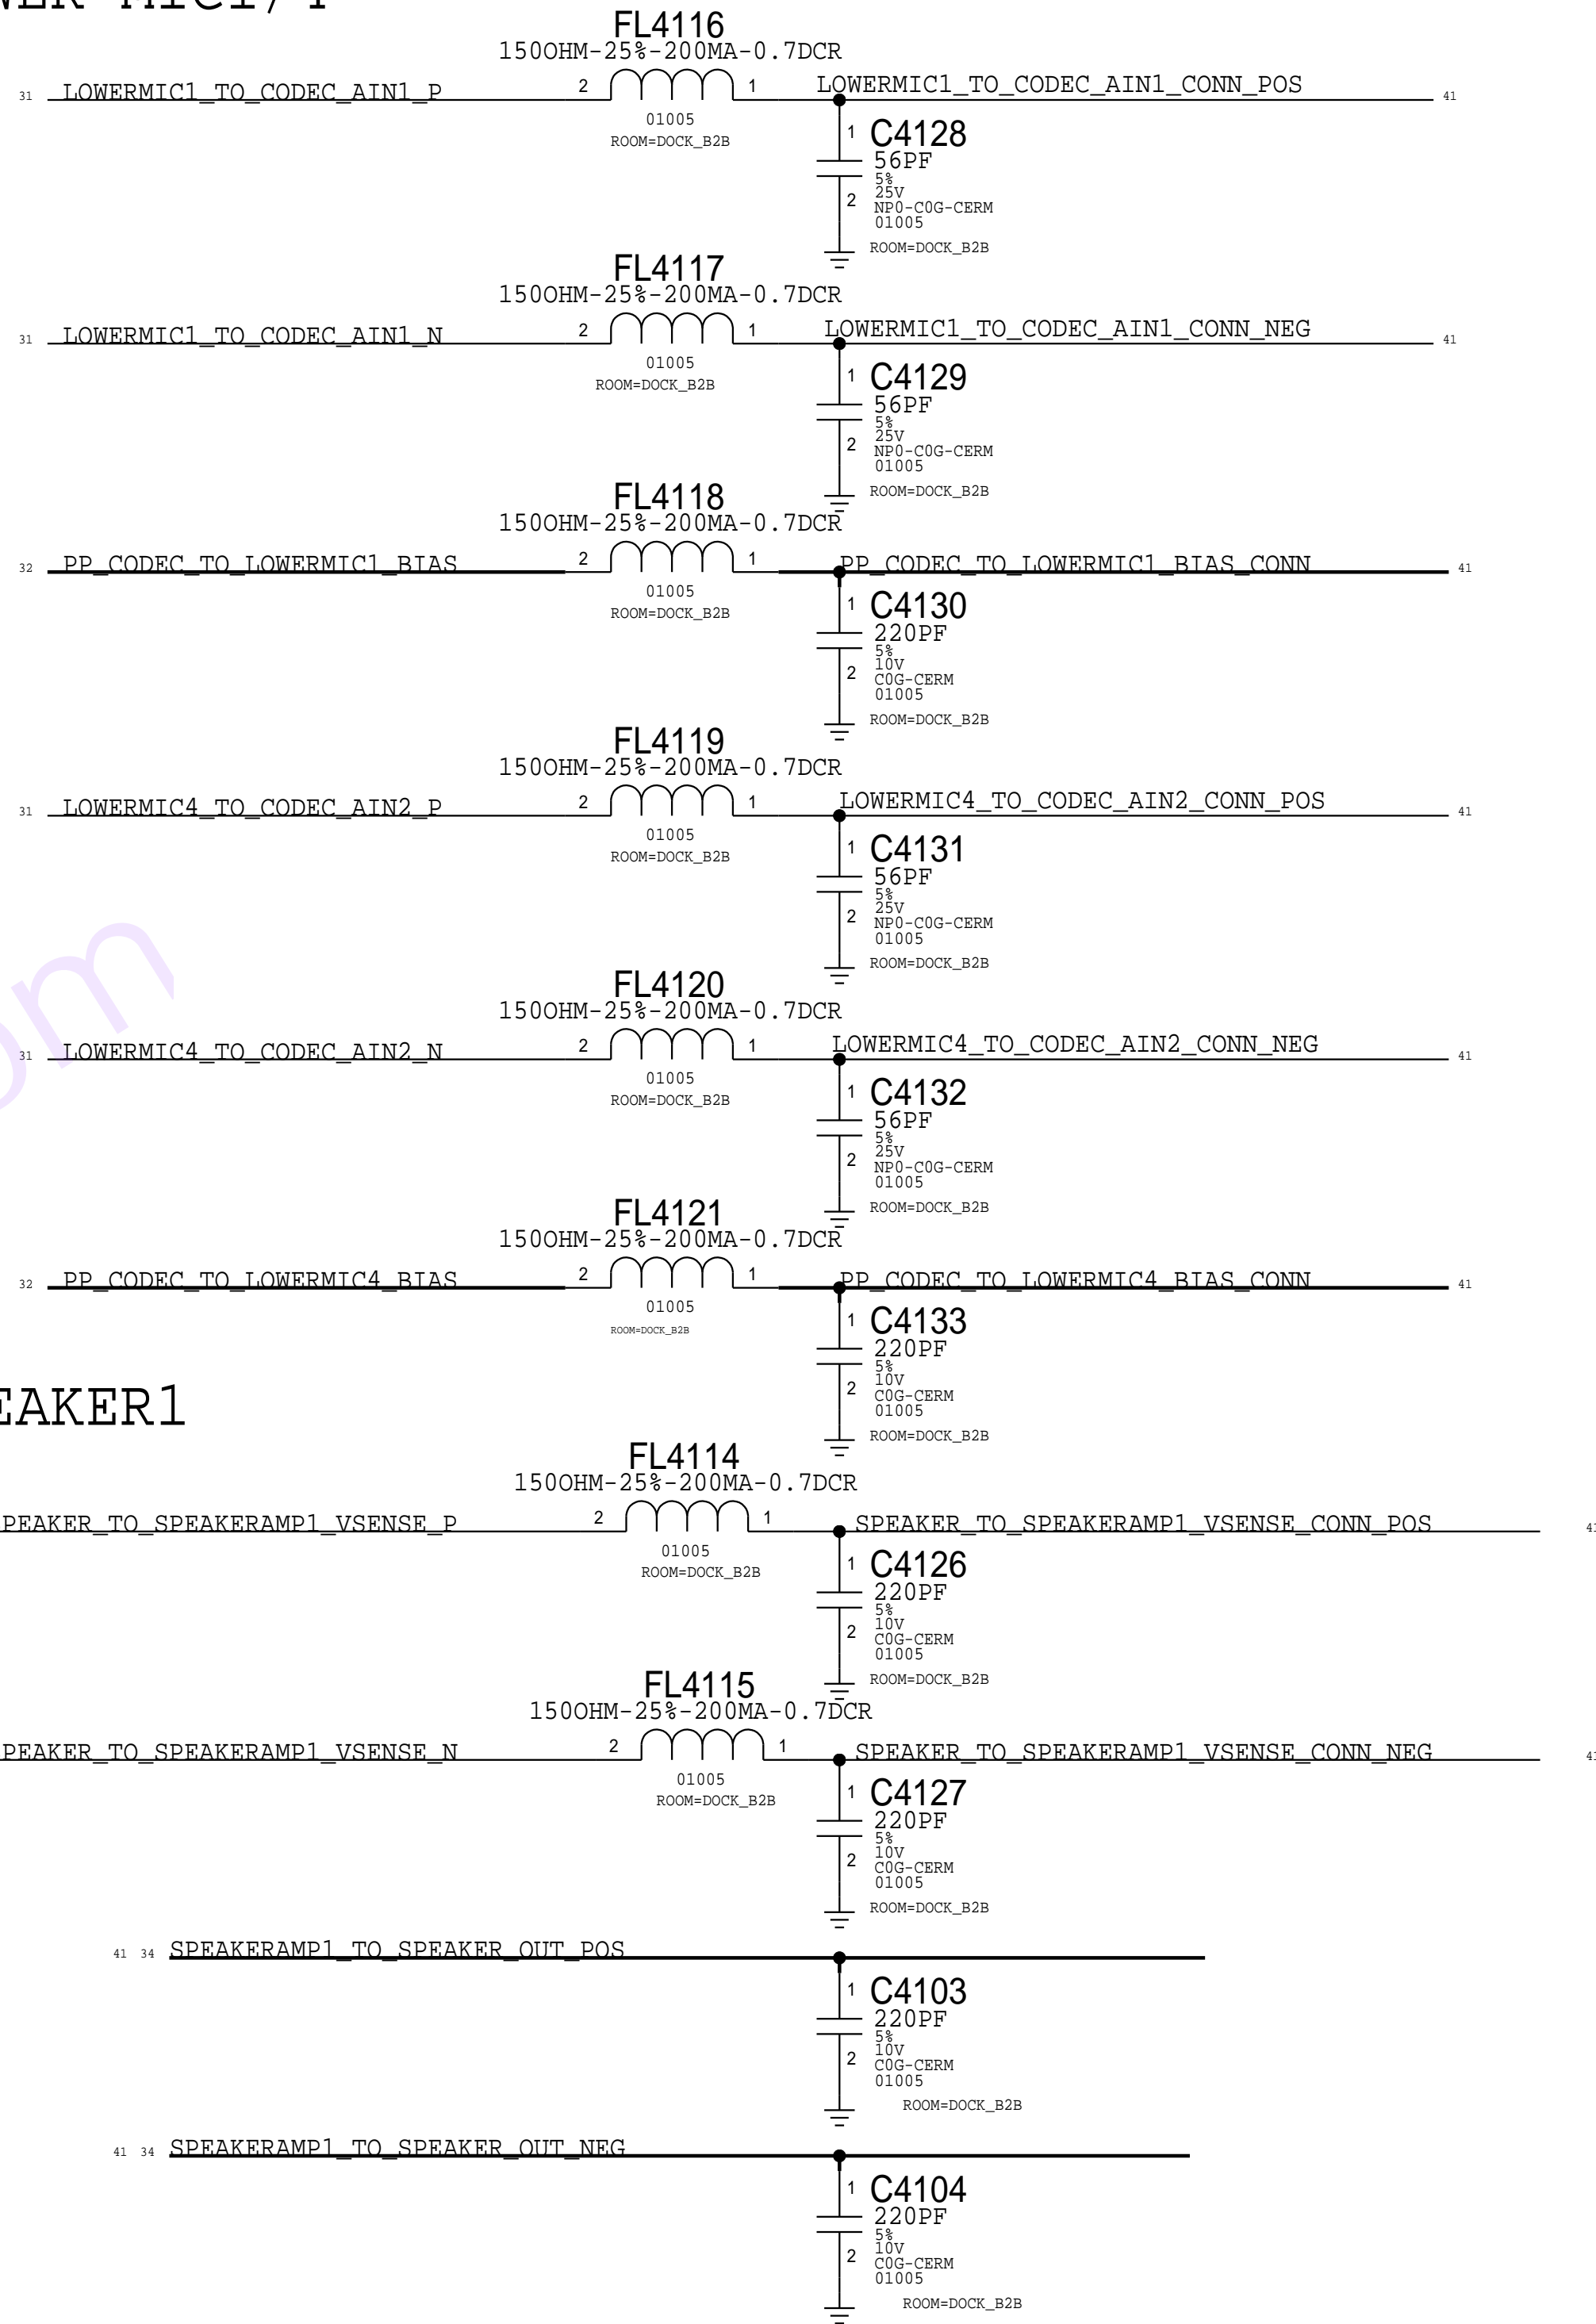 FL4116
150OHM-25%-200MA-0.7DCR
31 LOWERMIC1_TO_CODEC_AIN1_P 2 1 LOWERMIC1_TO_CODEC_AIN1_CONN_POS 41
01005
ROOM=DOCK_B2B
1 C4128
56PF
5%
25V
2 NP0-C0G-CERM
01005
ROOM=DOCK_B2B
FL4117
150OHM-25%-200MA-0.7DCR
31 LOWERMIC1_TO_CODEC_AIN1_N 2 1 LOWERMIC1_TO_CODEC_AIN1_CONN_NEG 41
01005
ROOM=DOCK_B2B
1 C4129
56PF
5%
25V
2 NP0-C0G-CERM
01005
ROOM=DOCK_B2B
FL4118
150OHM-25%-200MA-0.7DCR
32 PP_CODEC_TO_LOWERMIC1_BIAS 2 1 PP_CODEC_TO_LOWERMIC1_BIAS_CONN 41
01005
ROOM=DOCK_B2B
1 C4130
220PF
5%
10V
2 C0G-CERM
01005
ROOM=DOCK_B2B
FL4119
150OHM-25%-200MA-0.7DCR
31 LOWERMIC4_TO_CODEC_AIN2_P 2 1 LOWERMIC4_TO_CODEC_AIN2_CONN_POS 41
01005
ROOM=DOCK_B2B
1 C4131
56PF
5%
25V
2 NP0-C0G-CERM
01005
ROOM=DOCK_B2B
FL4120
150OHM-25%-200MA-0.7DCR
31 LOWERMIC4_TO_CODEC_AIN2_N 2 1 LOWERMIC4_TO_CODEC_AIN2_CONN_NEG 41
01005
ROOM=DOCK_B2B
1 C4132
56PF
5%
25V
2 NP0-C0G-CERM
01005
ROOM=DOCK_B2B
FL4121
150OHM-25%-200MA-0.7DCR
32 PP_CODEC_TO_LOWERMIC4_BIAS 2 1 PP_CODEC_TO_LOWERMIC4_BIAS_CONN 41
01005
ROOM=DOCK_B2B
1 C4133
220PF
5%
10V
2 C0G-CERM
01005
ROOM=DOCK_B2B
EAKER1
FL4114
150OHM-25%-200MA-0.7DCR
PEAKER_TO_SPEAKERAMP1_VSENSE_P 2 1 SPEAKER_TO_SPEAKERAMP1_VSENSE_CONN_POS 41
01005
ROOM=DOCK_B2B
1 C4126
220PF
5%
10V
2 C0G-CERM
01005
ROOM=DOCK_B2B
FL4115
150OHM-25%-200MA-0.7DCR
PEAKER_TO_SPEAKERAMP1_VSENSE_N 2 1 SPEAKER_TO_SPEAKERAMP1_VSENSE_CONN_NEG 41
01005
ROOM=DOCK_B2B
1 C4127
220PF
5%
10V
2 C0G-CERM
01005
ROOM=DOCK_B2B
41 34 SPEAKERAMP1_TO_SPEAKER_OUT_POS
1 C4103
220PF
5%
10V
2 C0G-CERM
01005
ROOM=DOCK_B2B
41 34 SPEAKERAMP1_TO_SPEAKER_OUT_NEG
1 C4104
220PF
5%
10V
2 C0G-CERM
01005
ROOM=DOCK_B2B